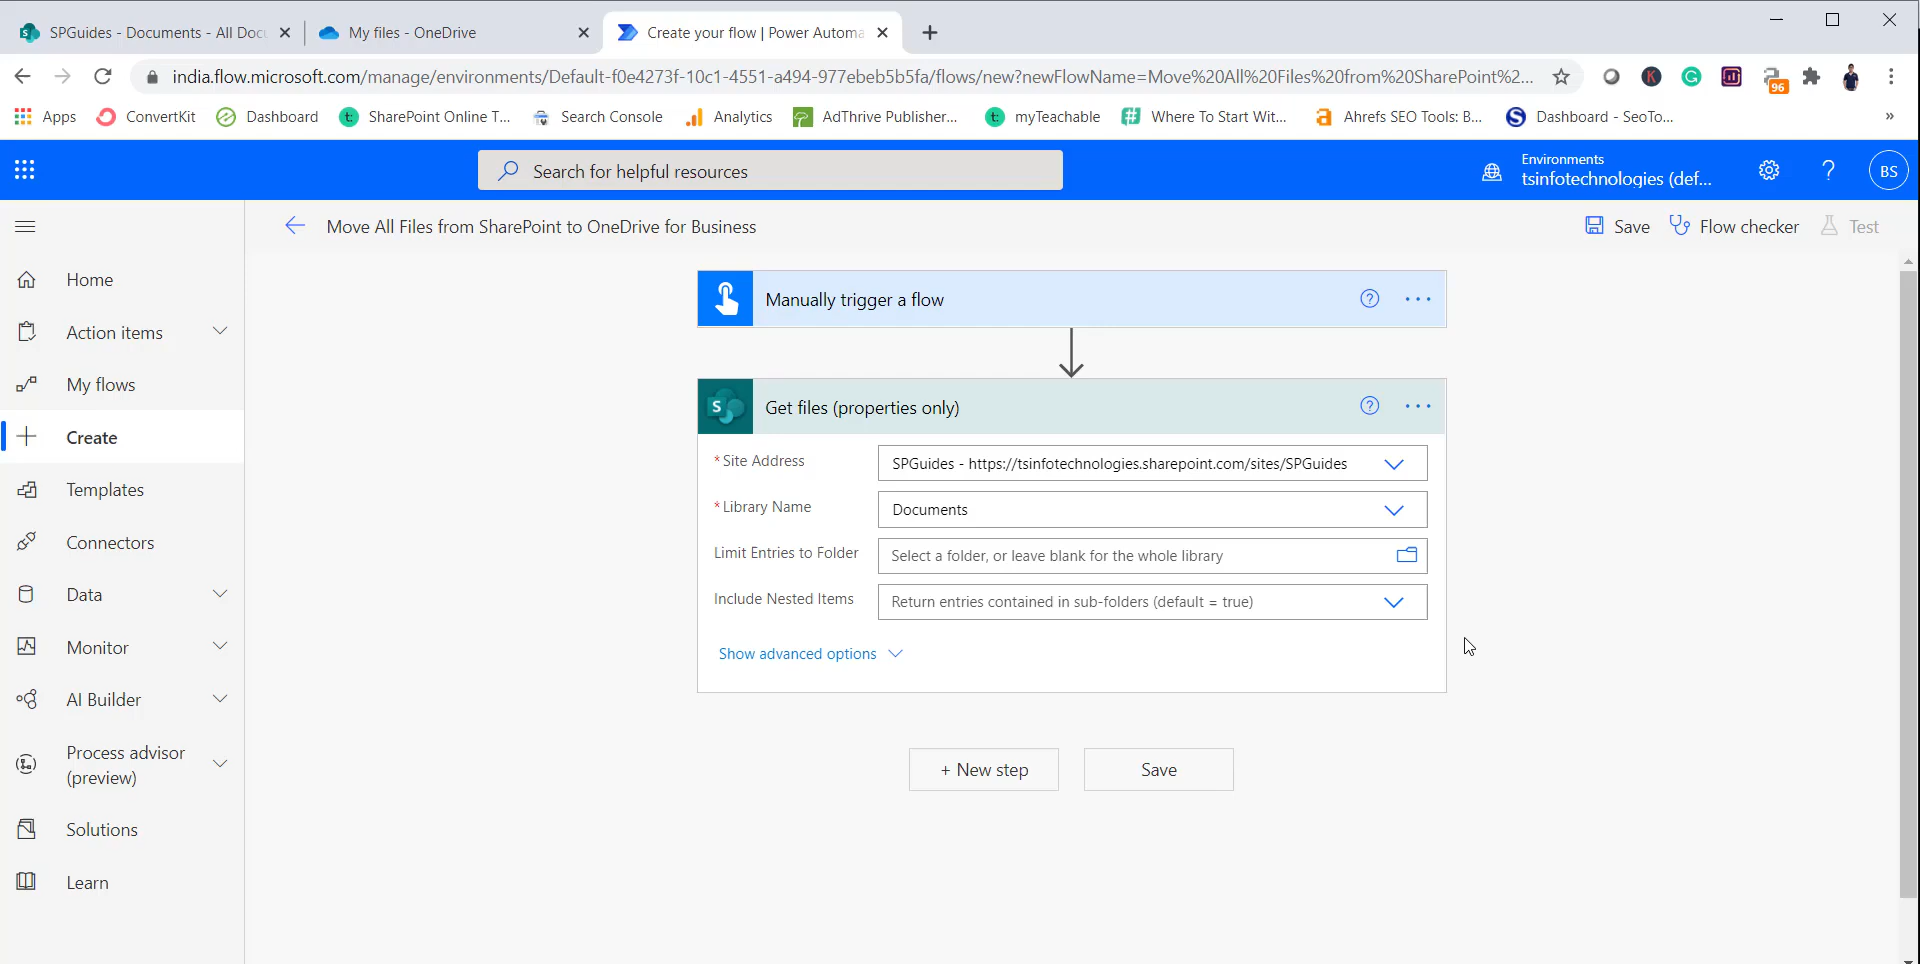 SPGuides - Documents - All Doc
My files - OneDrive
Create your flow | Power Automa
india.flow.microsoft.com/manage/environments/Default-f0e4273f-10c1-4551-a494-977ebeb5b5fa/flows/new?newFlowName=Move%20All%20Files%20from%20SharePoint%2...
K
G
96
Apps
ConvertKit
Dashboard
t:
SharePoint Online T...
Search Console
Analytics
AdThrive Publisher...
t:
myTeachable
Where To Start Wit...
a
Ahrefs SEO Tools: B...
S
Dashboard - SeoTo...
»
Search for helpful resources
Environments
tsinfotechnologies (def...
?
BS
Move All Files from SharePoint to OneDrive for Business
Save
Flow checker
Test
Home
Action items
My flows
Create
Templates
Connectors
Data
Monitor
AI Builder
Process advisor
(preview)
Solutions
Learn
Manually trigger a flow
?
S
Get files (properties only)
?
* Site Address
SPGuides - https://tsinfotechnologies.sharepoint.com/sites/SPGuides
* Library Name
Documents
Limit Entries to Folder
Select a folder, or leave blank for the whole library
Include Nested Items
Return entries contained in sub-folders (default = true)
Show advanced options
+ New step
Save